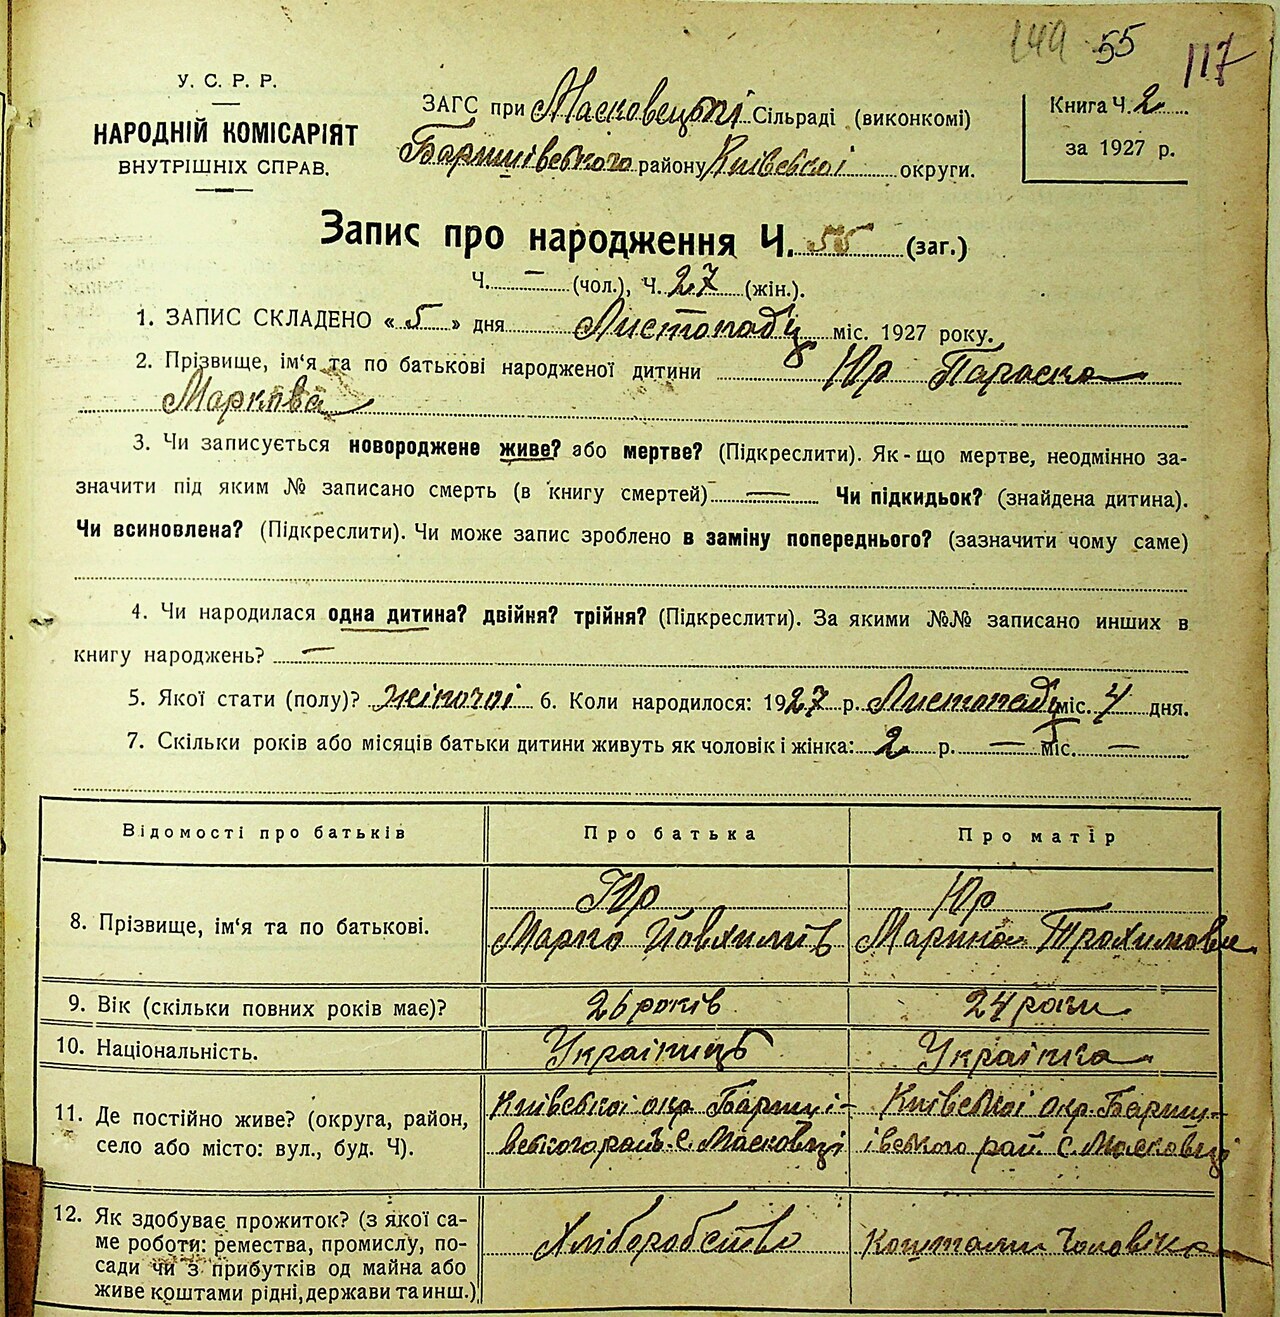 149 55 117
У. С. Р. Р.
НАРОДНІЙ КОМІСАРІЯТ
ВНУТРІШНІХ СПРАВ.
ЗАГС при Масковецькі Сільраді (виконкомі)
Баришівського району Київської округи.
Книга Ч. 2
за 1927 р.
Запис про народження Ч. 55 (заг.)
Ч. — (чол.), Ч. 27 (жін.).
1. ЗАПИС СКЛАДЕНО « 5 » дня Листопаду міс. 1927 року.
2. Прізвище, ім‘я та по батькові народженої дитини Юр Параска
Марківа
3. Чи записується новороджене живе? або мертве? (Підкреслити). Як-що мертве, неодмінно за-
значити під яким № записано смерть (в книгу смертей) — Чи підкидьок? (знайдена дитина).
Чи всиновлена? (Підкреслити). Чи може запис зроблено в заміну попереднього? (зазначити чому саме)
4. Чи народилася одна дитина? двійня? трійня? (Підкреслити). За якими №№ записано инших в
книгу народжень? —
5. Якої стати (полу)? жіночоі 6. Коли народилося: 1927 р. Листопаду міс. 4 дня.
7. Скільки років або місяців батьки дитини живуть як чоловік і жінка: 2 р. — міс. —
Відомості про батьків Про батька Про матір
8. Прізвище, ім‘я та по батькові. Юр Марко Йовхимів Юр Марина Трохимовна
9. Вік (скільки повних років має)? 26 років 24 роки
10. Національність. Українець Українка
11. Де постійно живе? (округа, район, Київської окр. Бариші- Київської окр. Бариш-
село або місто: вул., буд. Ч). вського рай. с. Масковці івського рай. с. Масковці
12. Як здобуває прожиток? (з якої са- Хліборобство Коштами Чоловіка
ме роботи: ремества, промислу, по-
сади чи з прибутків од майна або
живе коштами рідні, держави та инш.)